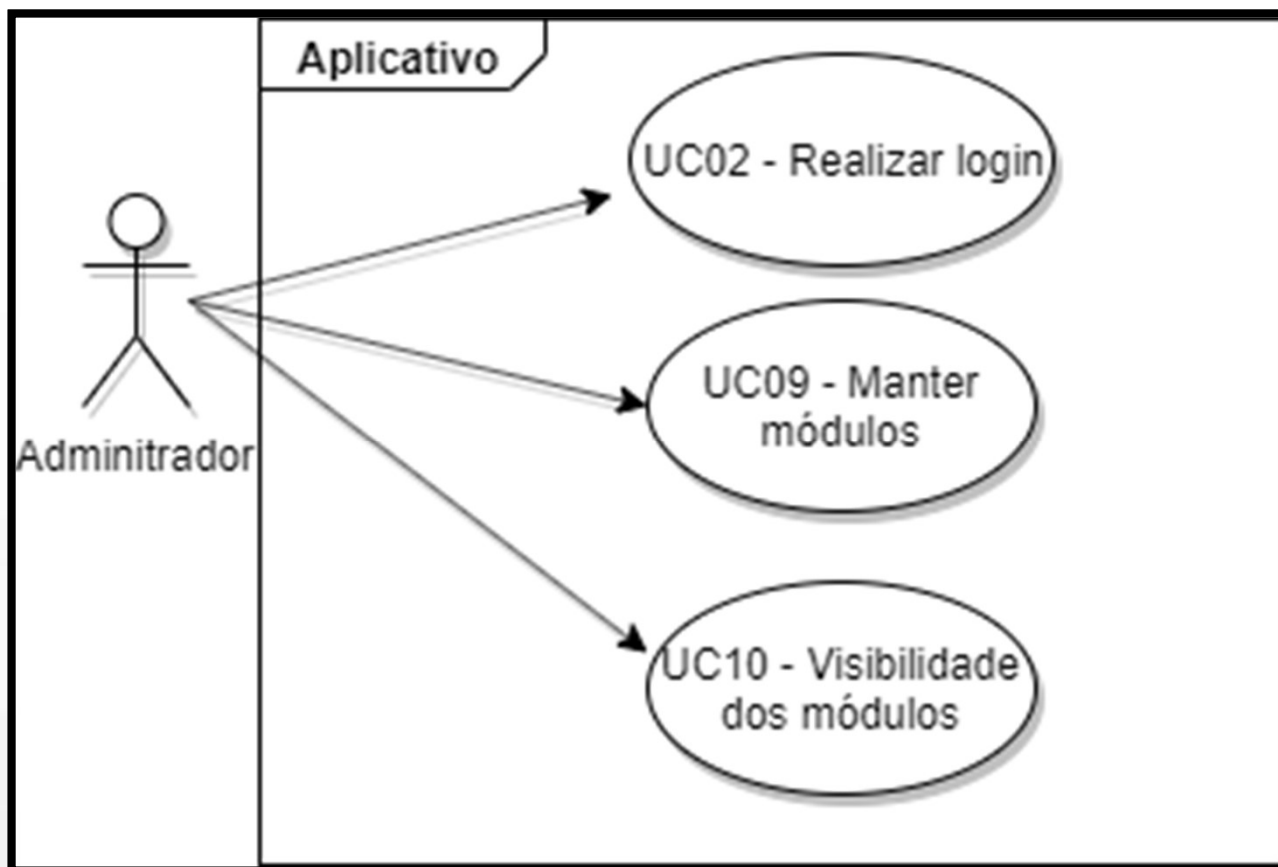 Aplicativo
UC02 - Realizar login
UC09 - Manter
módulos
Adminitrador
UC10 - Visibilidade
dos módulos